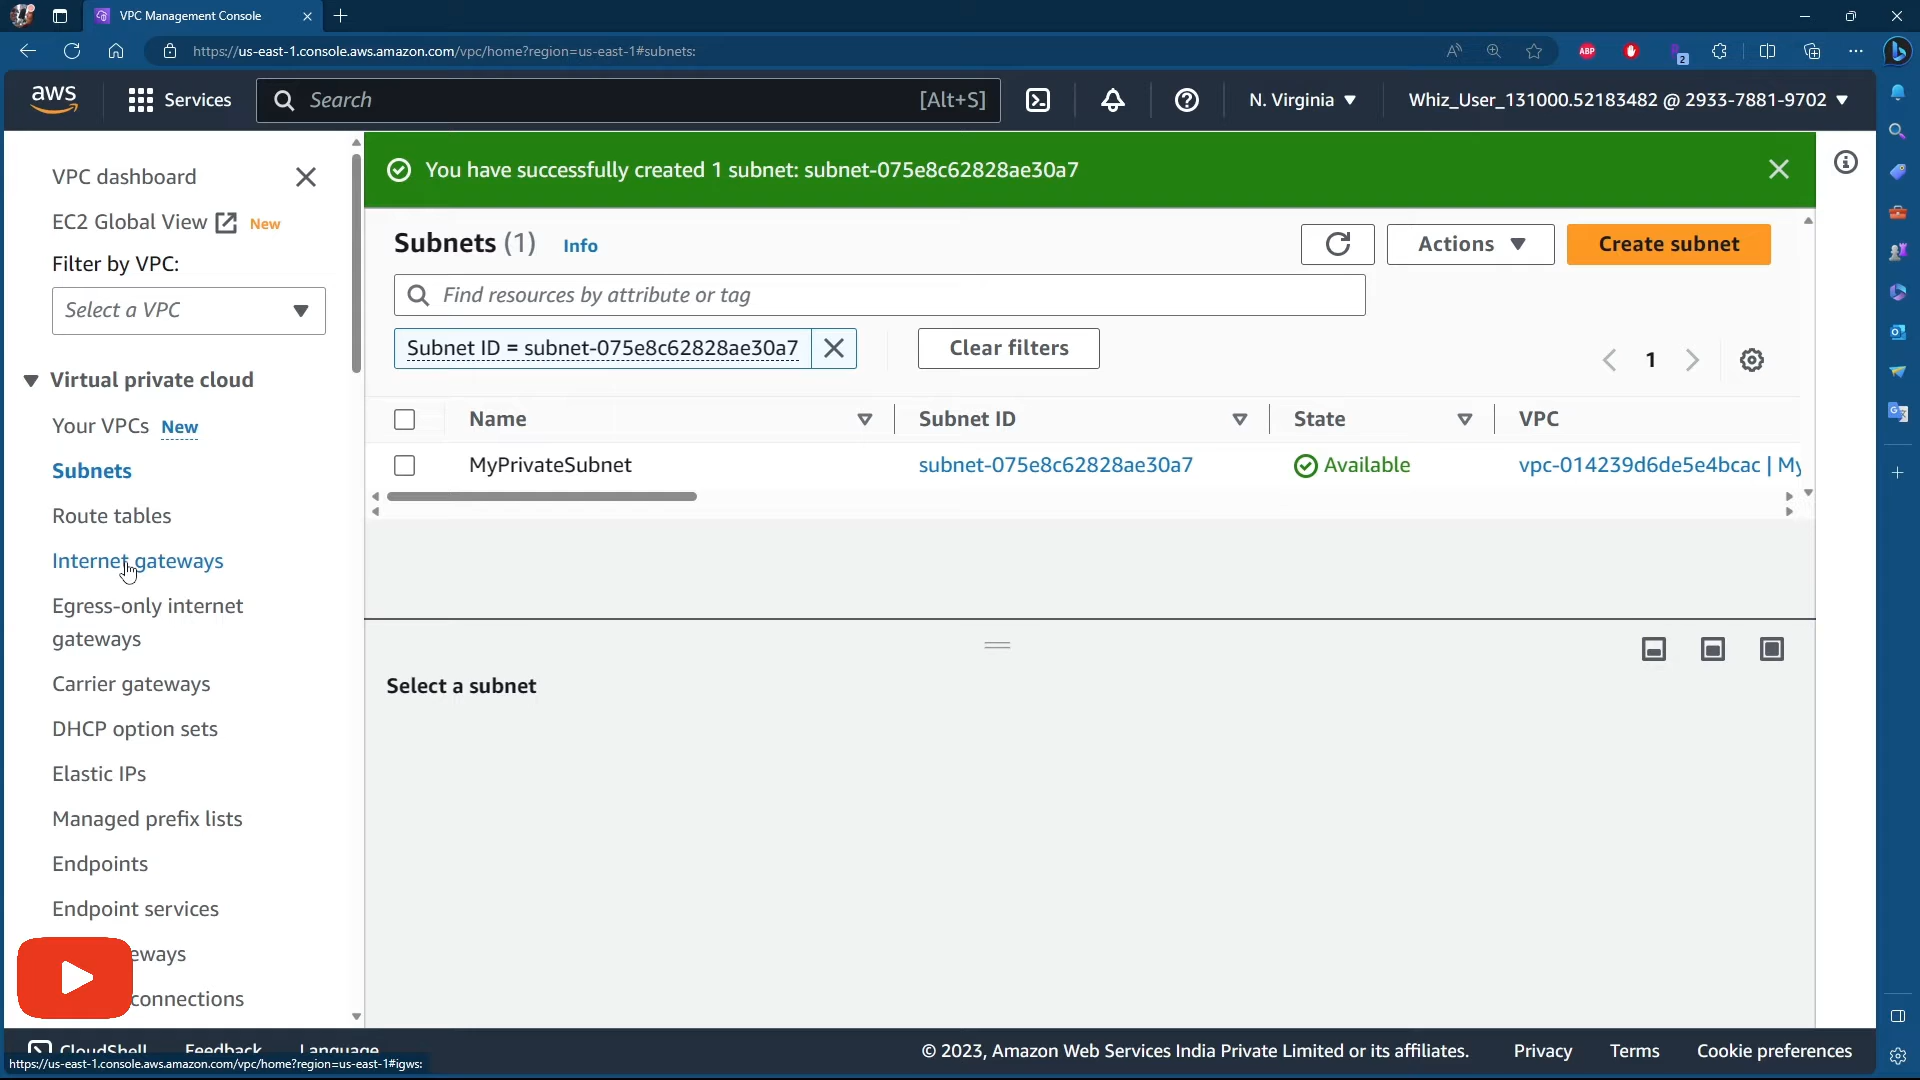 VPC Management Console
https://us-east-1.console.aws.amazon.com/vpc/home?region=us-east-1#subnets:
ABP
2
aws
Services
Search
[Alt+S]
N. Virginia
Whiz_User_131000.52183482 @ 2933-7881-9702
VPC dashboard
EC2 Global View
New
Filter by VPC:
Select a VPC
Virtual private cloud
Your VPCs New
Subnets
Route tables
Internet gateways
Egress-only internet
gateways
Carrier gateways
DHCP option sets
Elastic IPs
Managed prefix lists
Endpoints
Endpoint services
eways
connections
You have successfully created 1 subnet: subnet-075e8c62828ae30a7
Subnets (1) Info
Actions
Create subnet
Find resources by attribute or tag
Subnet ID = subnet-075e8c62828ae30a7
Clear filters
1
Name
Subnet ID
State
VPC
MyPrivateSubnet
subnet-075e8c62828ae30a7
Available
vpc-014239d6de5e4bcac | My
Select a subnet
CloudShell
Feedback
Language
© 2023, Amazon Web Services India Private Limited or its affiliates.
Privacy
Terms
Cookie preferences
https://us-east-1.console.aws.amazon.com/vpc/home?region=us-east-1#igws: